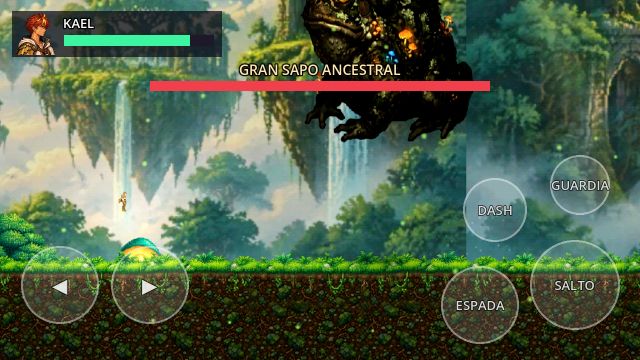 KAEL
GRAN SAPO ANCESTRAL
GUARDIA
DASH
SALTO
ESPADA